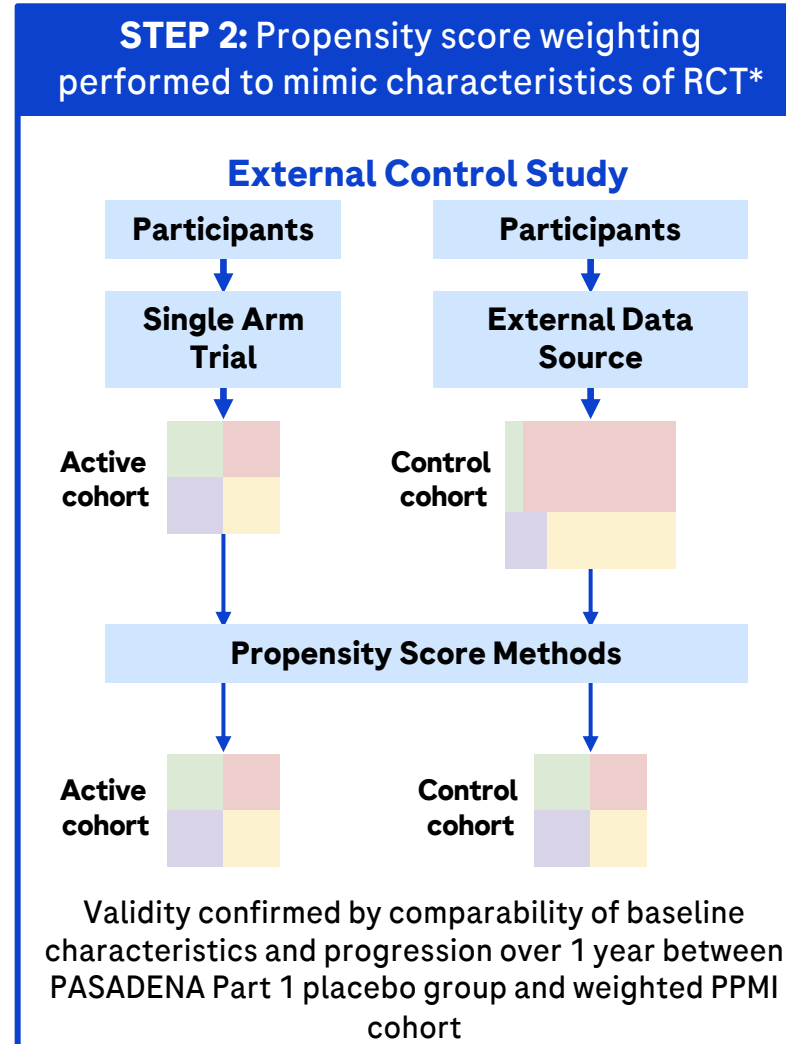 STEP 2: Propensity score weighting
performed to mimic characteristics of RCT*
External Control Study
Participants
Participants
Single Arm
Trial
External Data
Source
Active
cohort
Control
cohort
Propensity Score Methods
Active
cohort
Control
cohort
Validity confirmed by comparability of baseline
characteristics and progression over 1 year between
PASADENA Part 1 placebo group and weighted PPMI
cohort